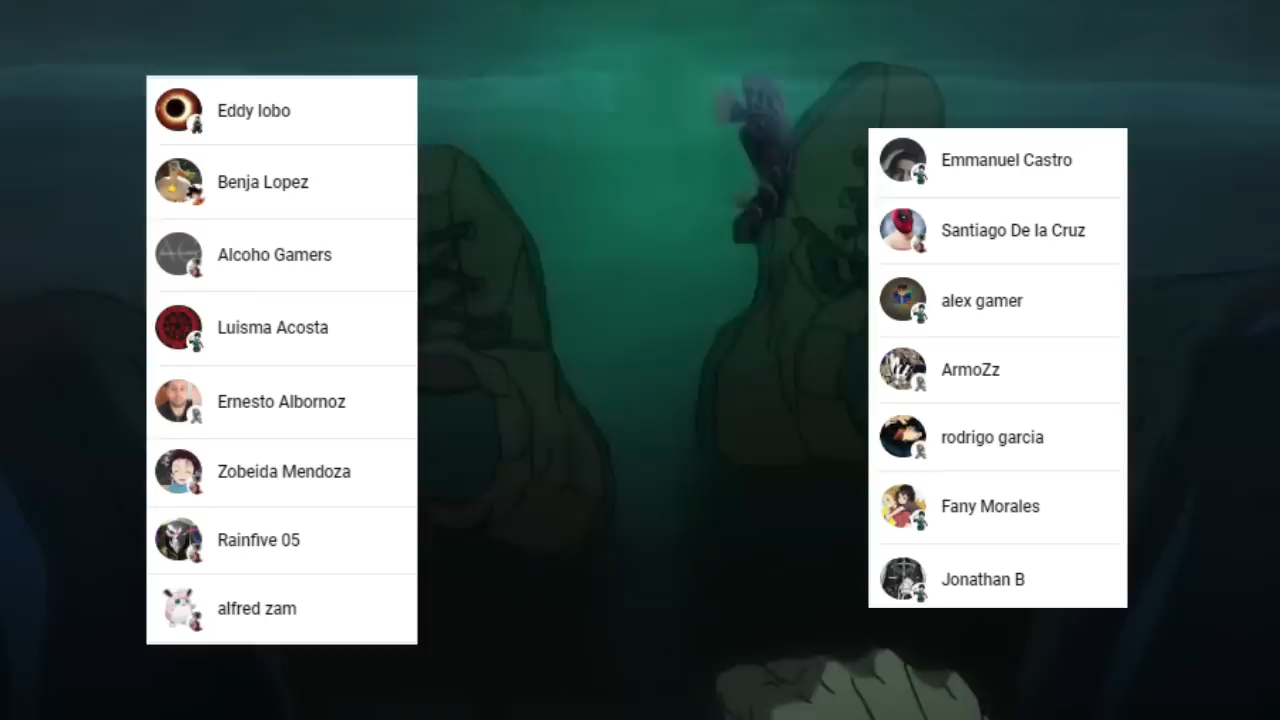 Eddy lobo
Benja Lopez
Alcoho Gamers
Luisma Acosta
Ernesto Albornoz
Zobeida Mendoza
Rainfive 05
alfred zam
Emmanuel Castro
Santiago De la Cruz
alex gamer
ArmoZz
rodrigo garcia
Fany Morales
Jonathan B